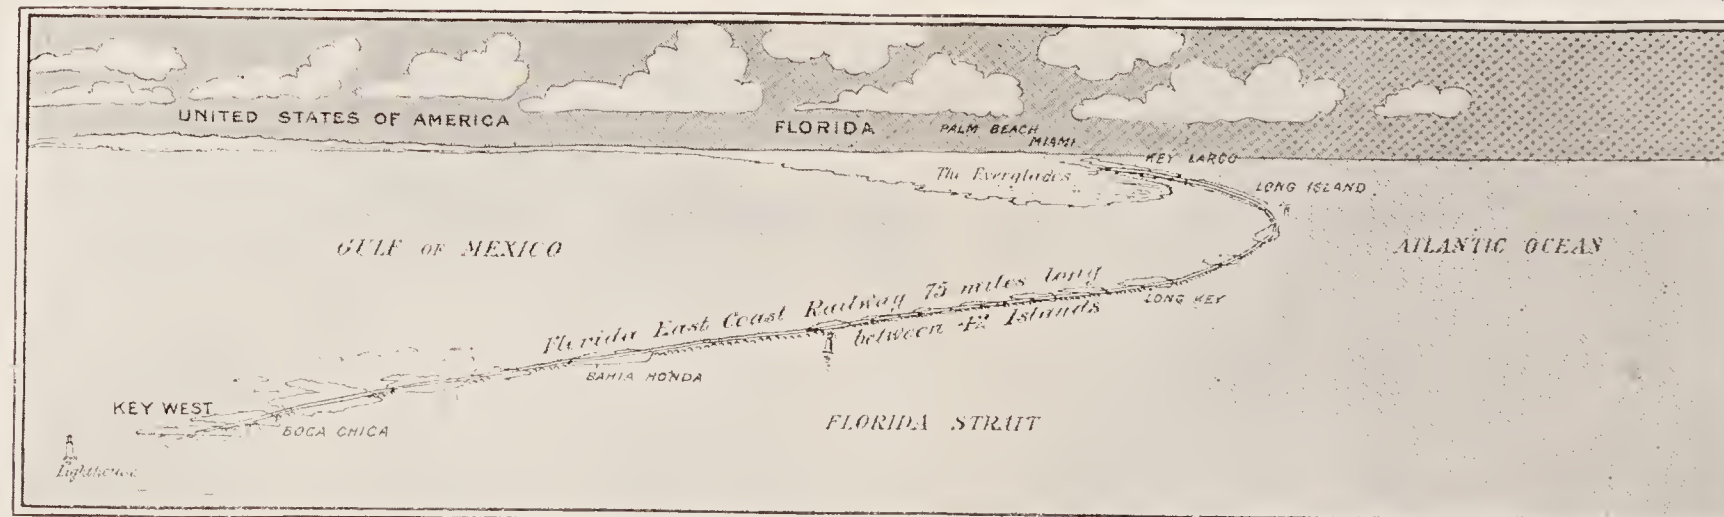 UNITED STATES OF AMERICA
FLORIDA
PALM BEACH
MIAMI
KEY LARGO
The Everglades
LONG ISLAND
GULF OF MEXICO
ATLANTIC OCEAN
Florida East Coast Railway 75 miles long
between 42 Islands
LONG KEY
BAHIA HONDA
KEY WEST
BOCA CHICA
FLORIDA STRAIT
Lighthouse